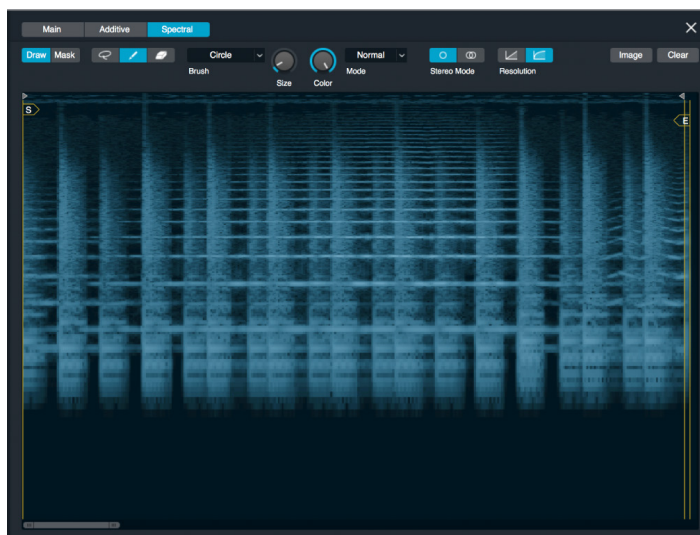 Main Additive Spectral
Draw Mask Circle Normal Image Clear
Brush Size Color Mode Stereo Mode Resolution
S
E